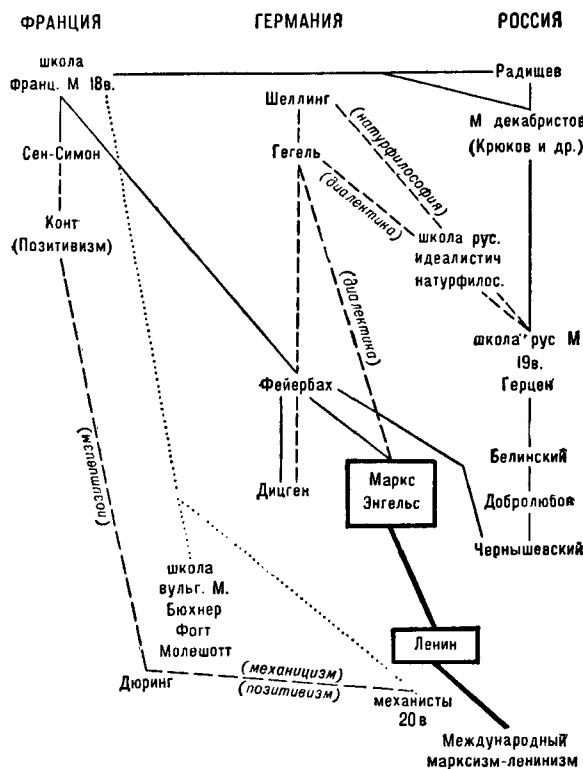 ФРАНЦИЯ
ГЕРМАНИЯ
РОССИЯ
школа
Франц. М 18в.
Радищев
Шеллинг
(натурфилософия)
М декабристов
(Крюков и др.)
Сен-Симон
Гегель
(диалектика)
Конт
(Позитивизм)
школа рус.
идеалистич
натурфилос.
(диалектика)
школа рус М
19в.
Герцен
Фейербах
(позитивизм)
Белинский
Дицген
Маркс
Энгельс
Добролюбов
Чернышевский
школа
вульг. М.
Бюхнер
Фогт
Молешотт
Ленин
Дюринг
(механицизм)
(позитивизм)
механисты
20 в
Международный
марксизм-ленинизм